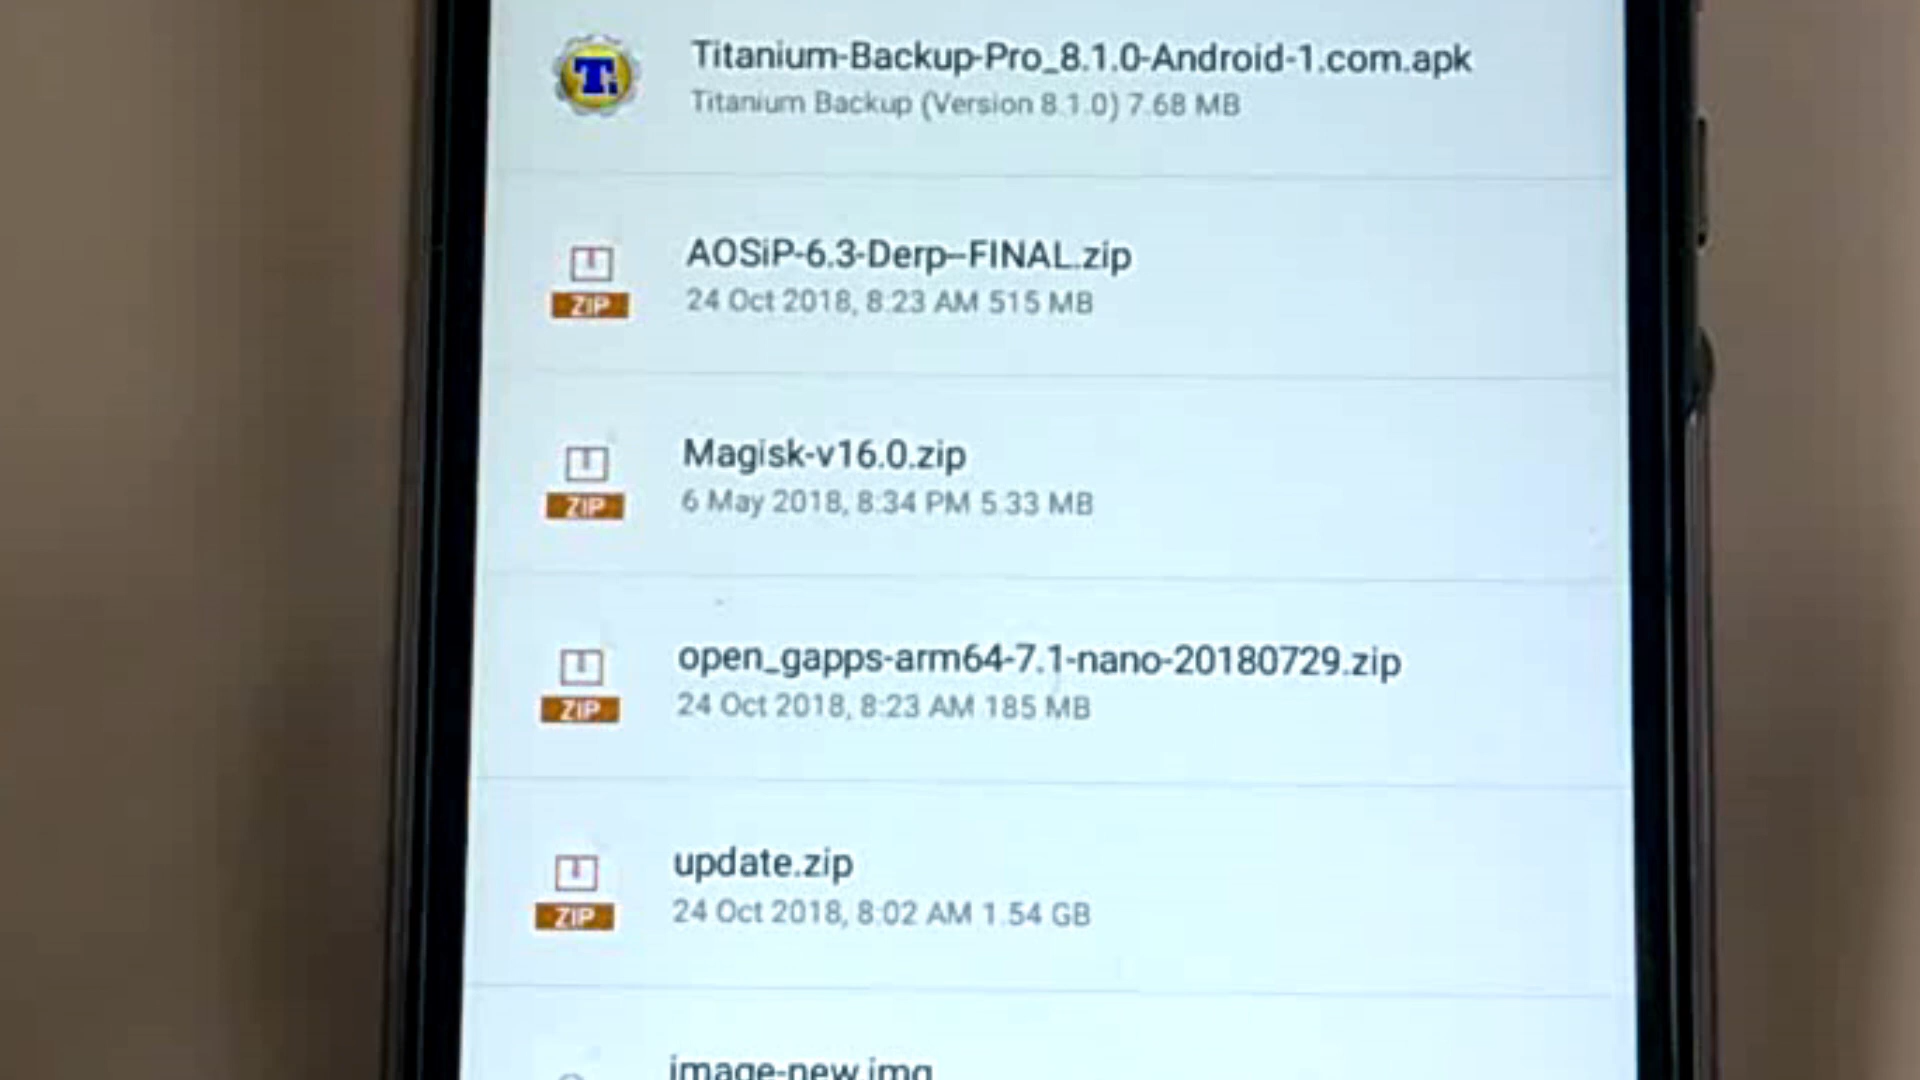 Titanium-Backup-Pro_8.1.0-Android-1.com.apk
Titanium Backup (Version 8.1.0) 7.68 MB
AOSiP-6.3-Derp--FINAL.zip
24 Oct 2018, 8:23 AM 515 MB
ZIP
Magisk-v16.0.zip
6 May 2018, 8:34 PM 5.33 MB
ZIP
open_gapps-arm64-7.1-nano-20180729.zip
24 Oct 2018, 8:23 AM 185 MB
ZIP
update.zip
24 Oct 2018, 8:02 AM 1.54 GB
ZIP
image-new.img